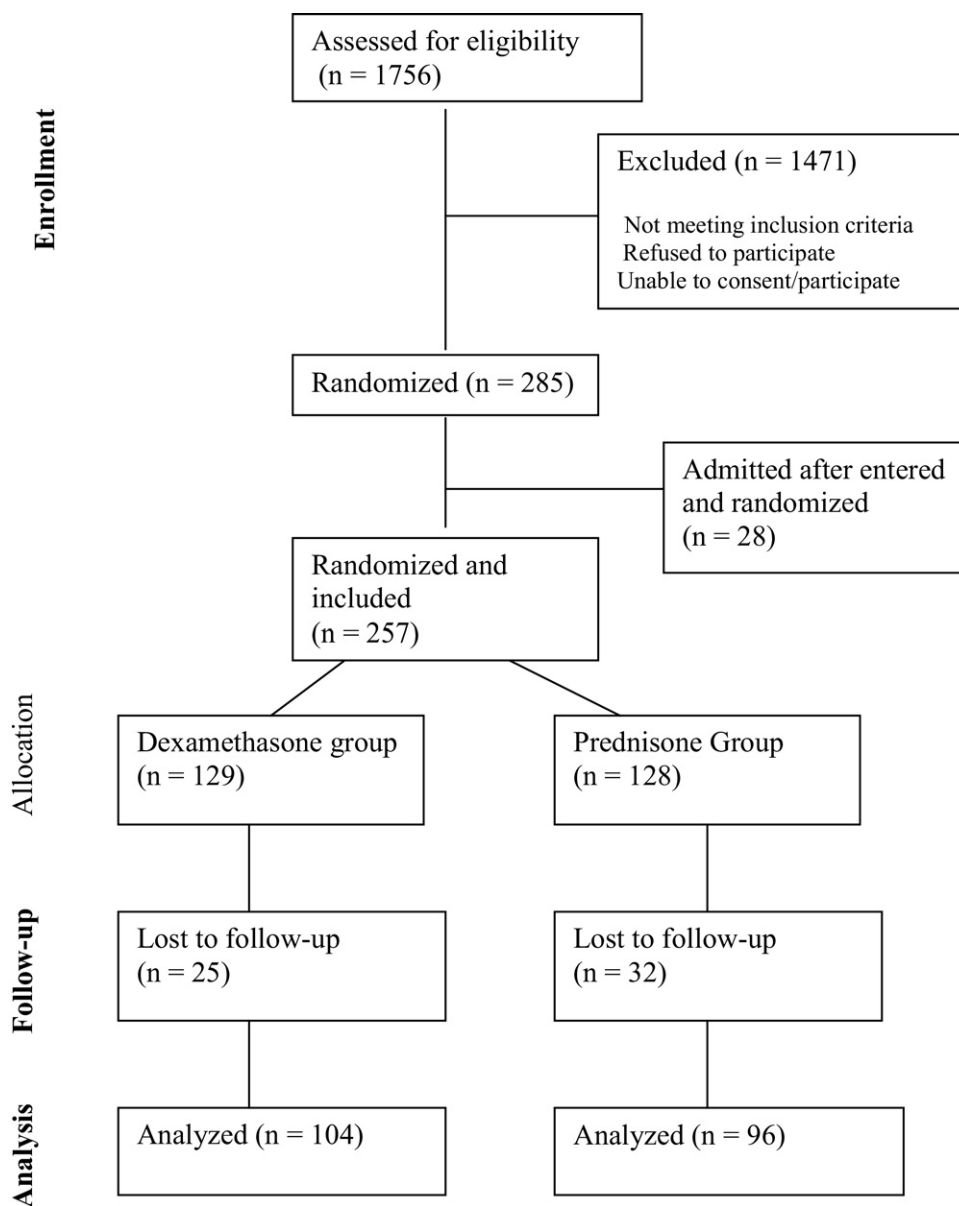 Enrollment
Assessed for eligibility
(n = 1756)
Excluded (n = 1471)
Not meeting inclusion criteria
Refused to participate
Unable to consent/participate
Randomized (n = 285)
Admitted after entered
and randomized
(n = 28)
Randomized and
included
(n = 257)
Allocation
Dexamethasone group
(n = 129)
Prednisone Group
(n = 128)
Follow-up
Lost to follow-up
(n = 25)
Lost to follow-up
(n = 32)
Analysis
Analyzed (n = 104)
Analyzed (n = 96)